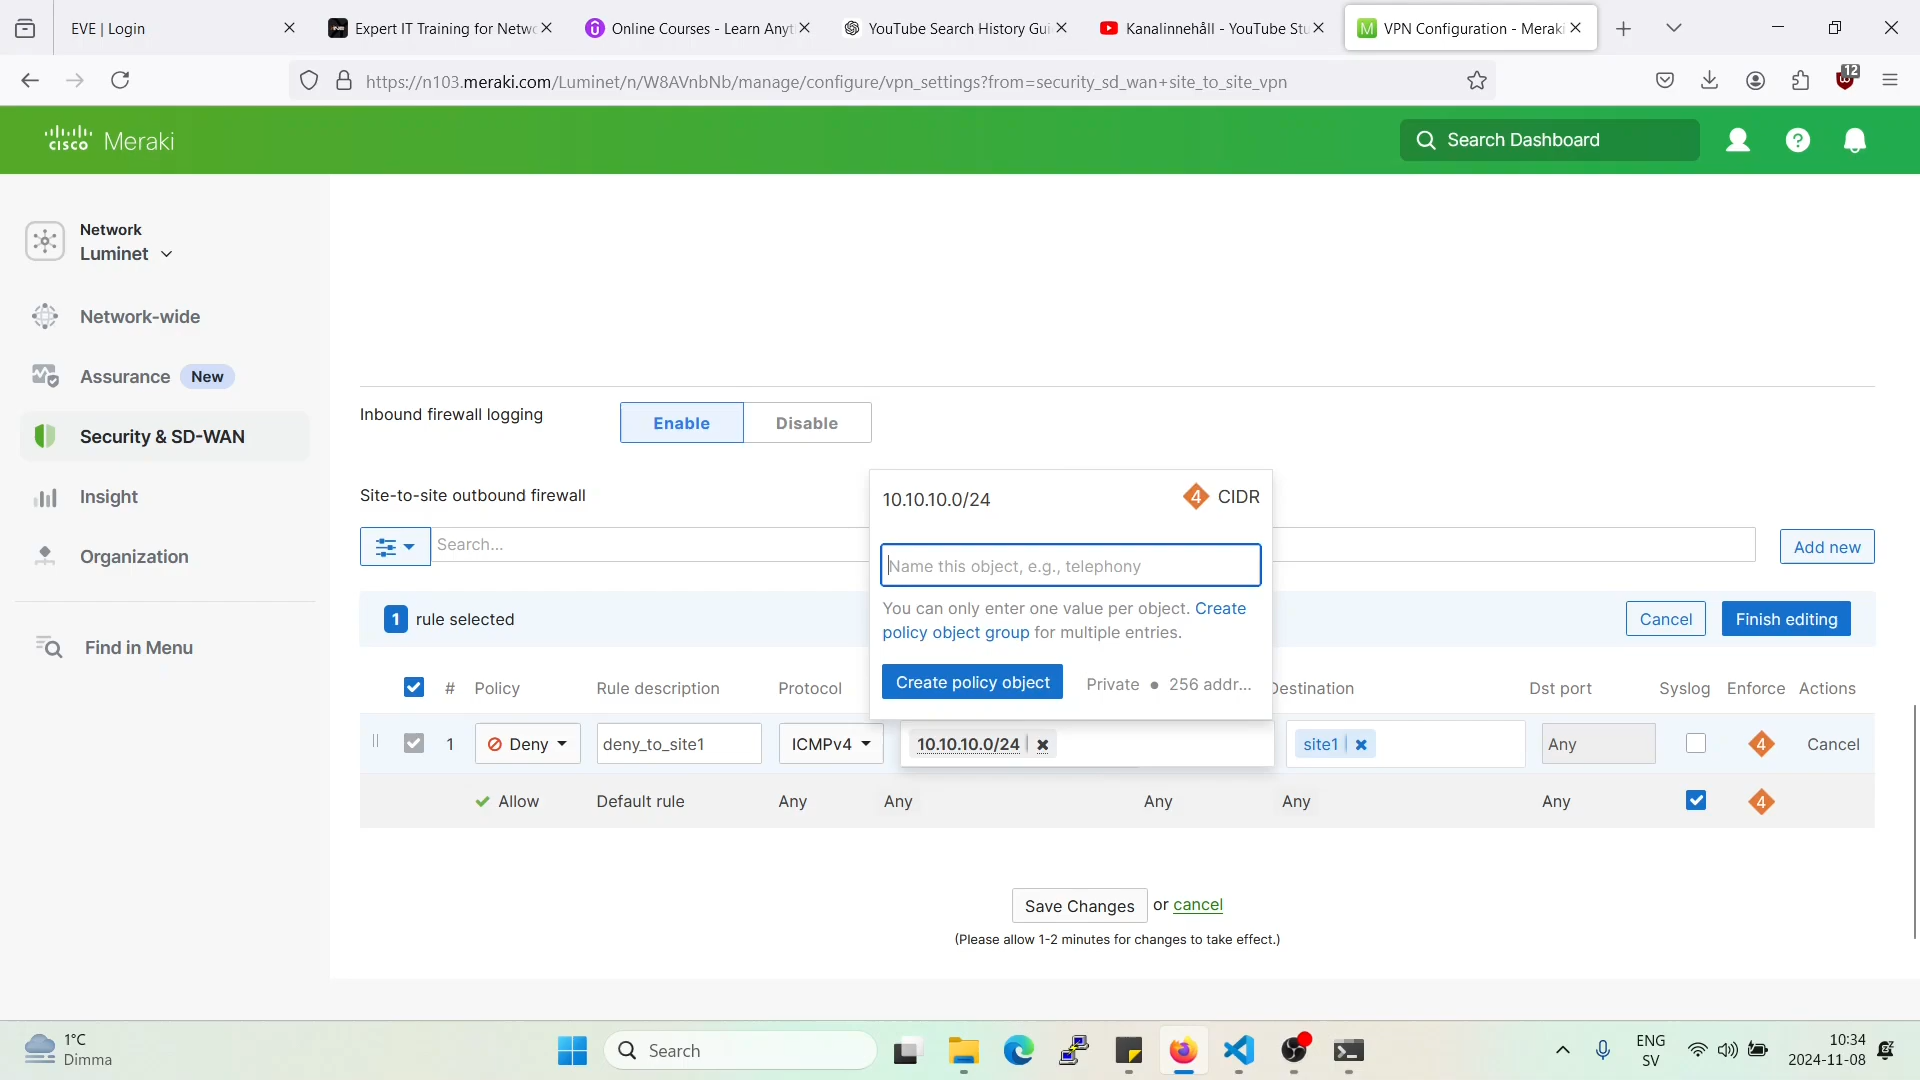 EVE | Login
Expert IT Training for Netwo
Online Courses - Learn Anyt
YouTube Search History Gui
Kanalinnehåll - YouTube Stu
VPN Configuration - Meraki
https://n103.meraki.com/Luminet/n/W8AVnbNb/manage/configure/vpn_settings?from=security_sd_wan+site_to_site_vpn
12
cisco Meraki
Search Dashboard
Network
Luminet
Network-wide
Assurance New
Security & SD-WAN
Insight
Organization
Find in Menu
Inbound firewall logging
Enable
Disable
Site-to-site outbound firewall
Search...
Add new
10.10.10.0/24
4 CIDR
Name this object, e.g., telephony
You can only enter one value per object. Create
policy object group for multiple entries.
Create policy object
Private • 256 addr...
1 rule selected
Cancel
Finish editing
# Policy Rule description Protocol Destination Dst port Syslog Enforce Actions
1 Deny deny_to_site1 ICMPv4 10.10.10.0/24 site1 Any 4 Cancel
Allow Default rule Any Any Any Any Any 4
Save Changes or cancel
(Please allow 1-2 minutes for changes to take effect.)
1°C
Dimma
Search
ENG
SV
10:34
2024-11-08